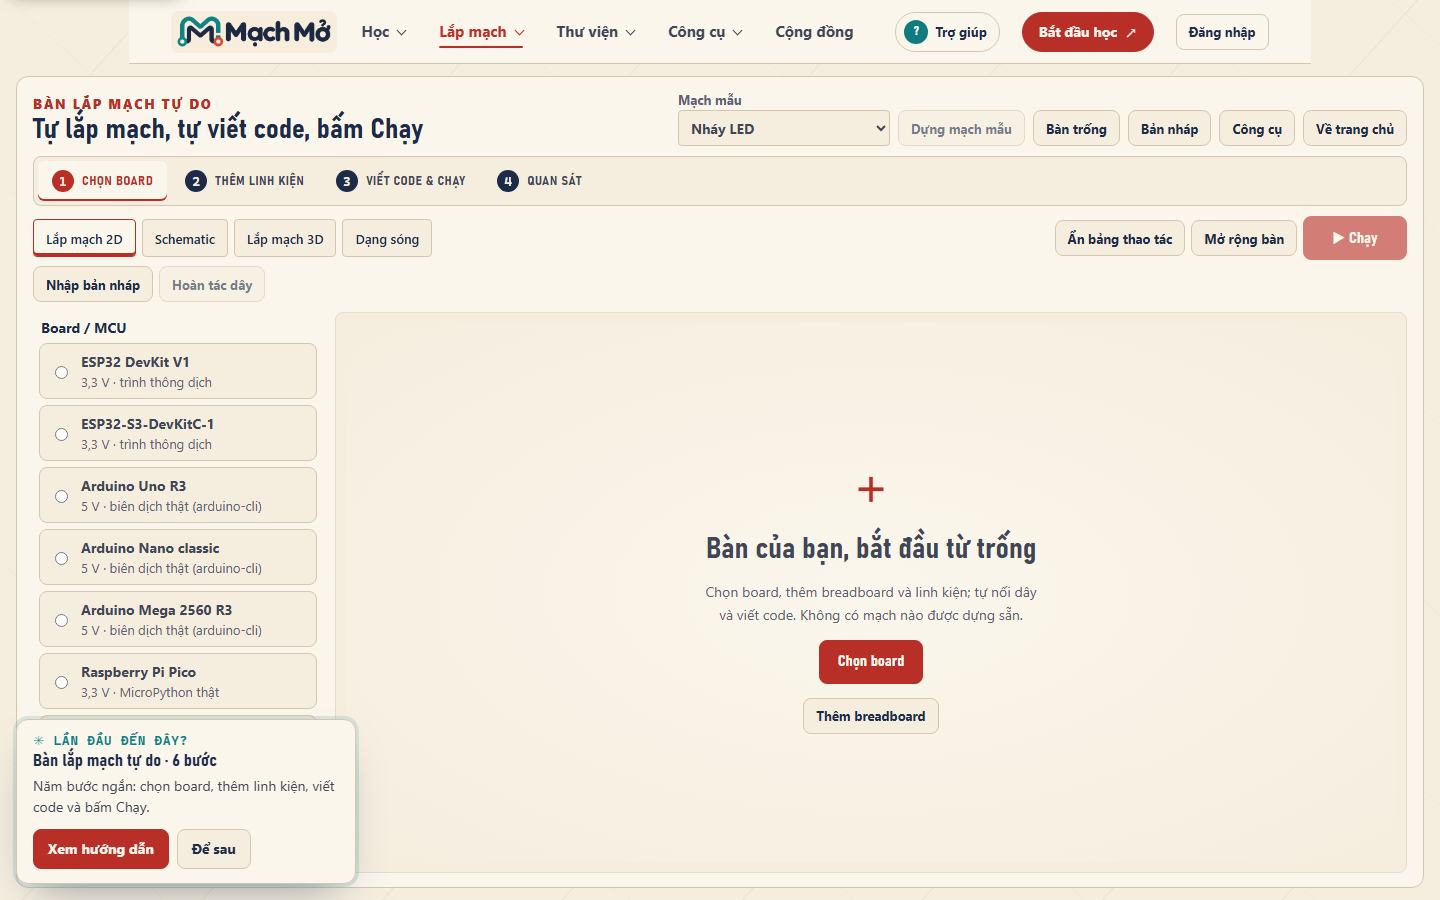 Mạch Mở
Học
Lắp mạch
Thư viện
Công cụ
Cộng đồng
? Trợ giúp
Bắt đầu học ↗
Đăng nhập
BÀN LẮP MẠCH TỰ DO
Tự lắp mạch, tự viết code, bấm Chạy
Mạch mẫu
Nháy LED
Dựng mạch mẫu
Bàn trống
Bản nháp
Công cụ
Về trang chủ
1 CHỌN BOARD
2 THÊM LINH KIỆN
3 VIẾT CODE & CHẠY
4 QUAN SÁT
Lắp mạch 2D
Schematic
Lắp mạch 3D
Dạng sóng
Ẩn bảng thao tác
Mở rộng bàn
▶ Chạy
Nhập bản nháp
Hoàn tác dây
Board / MCU
ESP32 DevKit V1
3,3 V · trình thông dịch
ESP32-S3-DevKitC-1
3,3 V · trình thông dịch
Arduino Uno R3
5 V · biên dịch thật (arduino-cli)
Arduino Nano classic
5 V · biên dịch thật (arduino-cli)
Arduino Mega 2560 R3
5 V · biên dịch thật (arduino-cli)
Raspberry Pi Pico
3,3 V · MicroPython thật
+
Bàn của bạn, bắt đầu từ trống
Chọn board, thêm breadboard và linh kiện; tự nối dây
và viết code. Không có mạch nào được dựng sẵn.
Chọn board
Thêm breadboard
✳ LẦN ĐẦU ĐẾN ĐÂY?
Bàn lắp mạch tự do · 6 bước
Năm bước ngắn: chọn board, thêm linh kiện, viết
code và bấm Chạy.
Xem hướng dẫn
Để sau